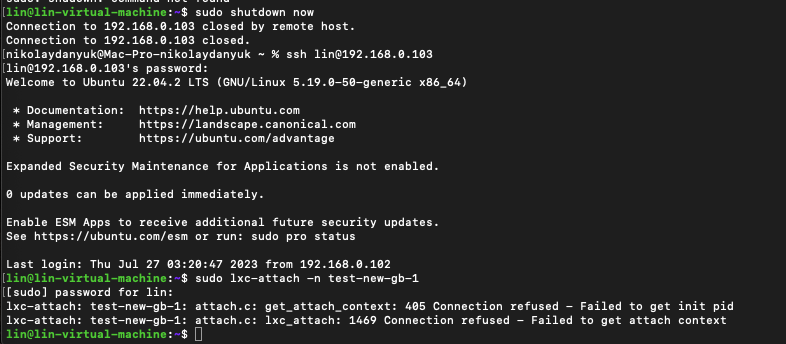 sudo: shutdown: command not found
lin@lin-virtual-machine:~$ sudo shutdown now
Connection to 192.168.0.103 closed by remote host.
Connection to 192.168.0.103 closed.
[nikolaydanyuk@Mac-Pro-nikolaydanyuk ~ % ssh lin@192.168.0.103
[lin@192.168.0.103's password:
Welcome to Ubuntu 22.04.2 LTS (GNU/Linux 5.19.0-50-generic x86_64)
* Documentation:  https://help.ubuntu.com
* Management:     https://landscape.canonical.com
* Support:        https://ubuntu.com/advantage
Expanded Security Maintenance for Applications is not enabled.
0 updates can be applied immediately.
Enable ESM Apps to receive additional future security updates.
See https://ubuntu.com/esm or run: sudo pro status
Last login: Thu Jul 27 03:20:47 2023 from 192.168.0.102
[lin@lin-virtual-machine:~$ sudo lxc-attach -n test-new-gb-1
[[sudo] password for lin:
lxc-attach: test-new-gb-1: attach.c: get_attach_context: 405 Connection refused - Failed to get init pid
lxc-attach: test-new-gb-1: attach.c: lxc_attach: 1469 Connection refused - Failed to get attach context
lin@lin-virtual-machine:~$